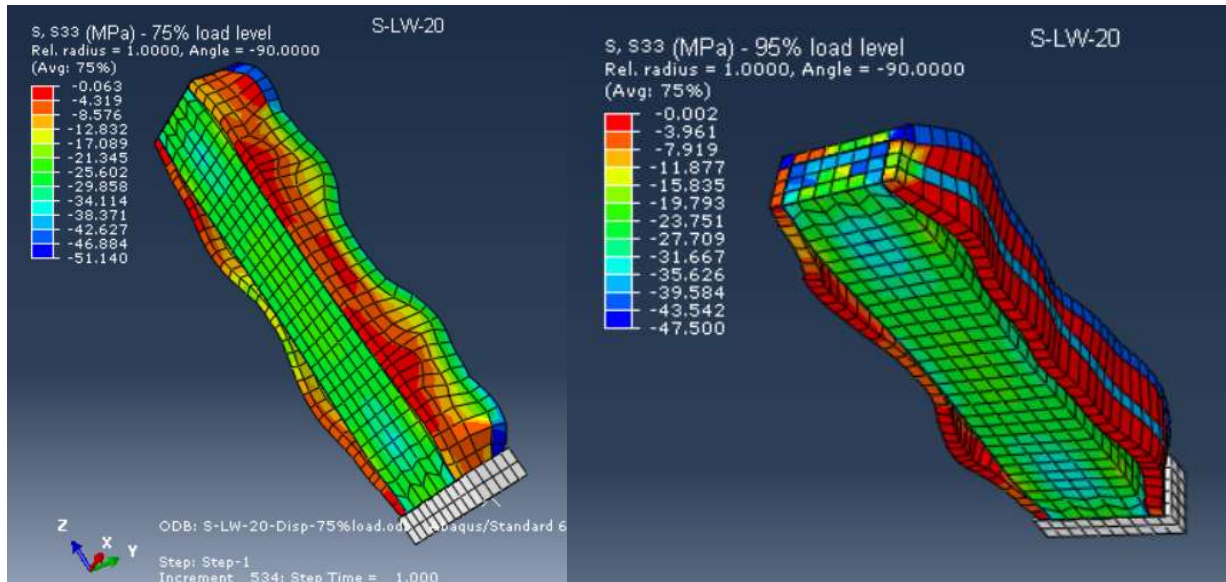 S, S33 (MPa) - 75% load level
S-LW-20
Rel. radius = 1.0000, Angle = -90.0000
(Avg: 75%)
-0.063
-4.319
-8.576
-12.832
-17.089
-21.345
-25.602
-29.858
-34.114
-38.371
-42.627
-46.884
-51.140
Z
X
Y
ODB: S-LW-20-Disp-75%load.od Abaqus/Standard 6
Step: Step-1
Increment 534: Step Time = 1.000
S, S33 (MPa) - 95% load level
S-LW-20
Rel. radius = 1.0000, Angle = -90.0000
(Avg: 75%)
-0.002
-3.961
-7.919
-11.877
-15.835
-19.793
-23.751
-27.709
-31.667
-35.626
-39.584
-43.542
-47.500